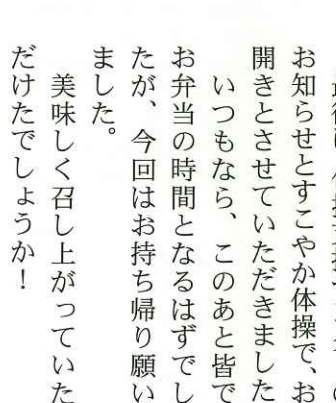 お知らせとすこやか体操で、お
開きとさせていただきました
いつもなら、このあと皆で
お弁当の時間となるはずでし
たが、今回はお持ち帰り願い
ました。
美味しく召し上がっていた
だけたでしょうか！